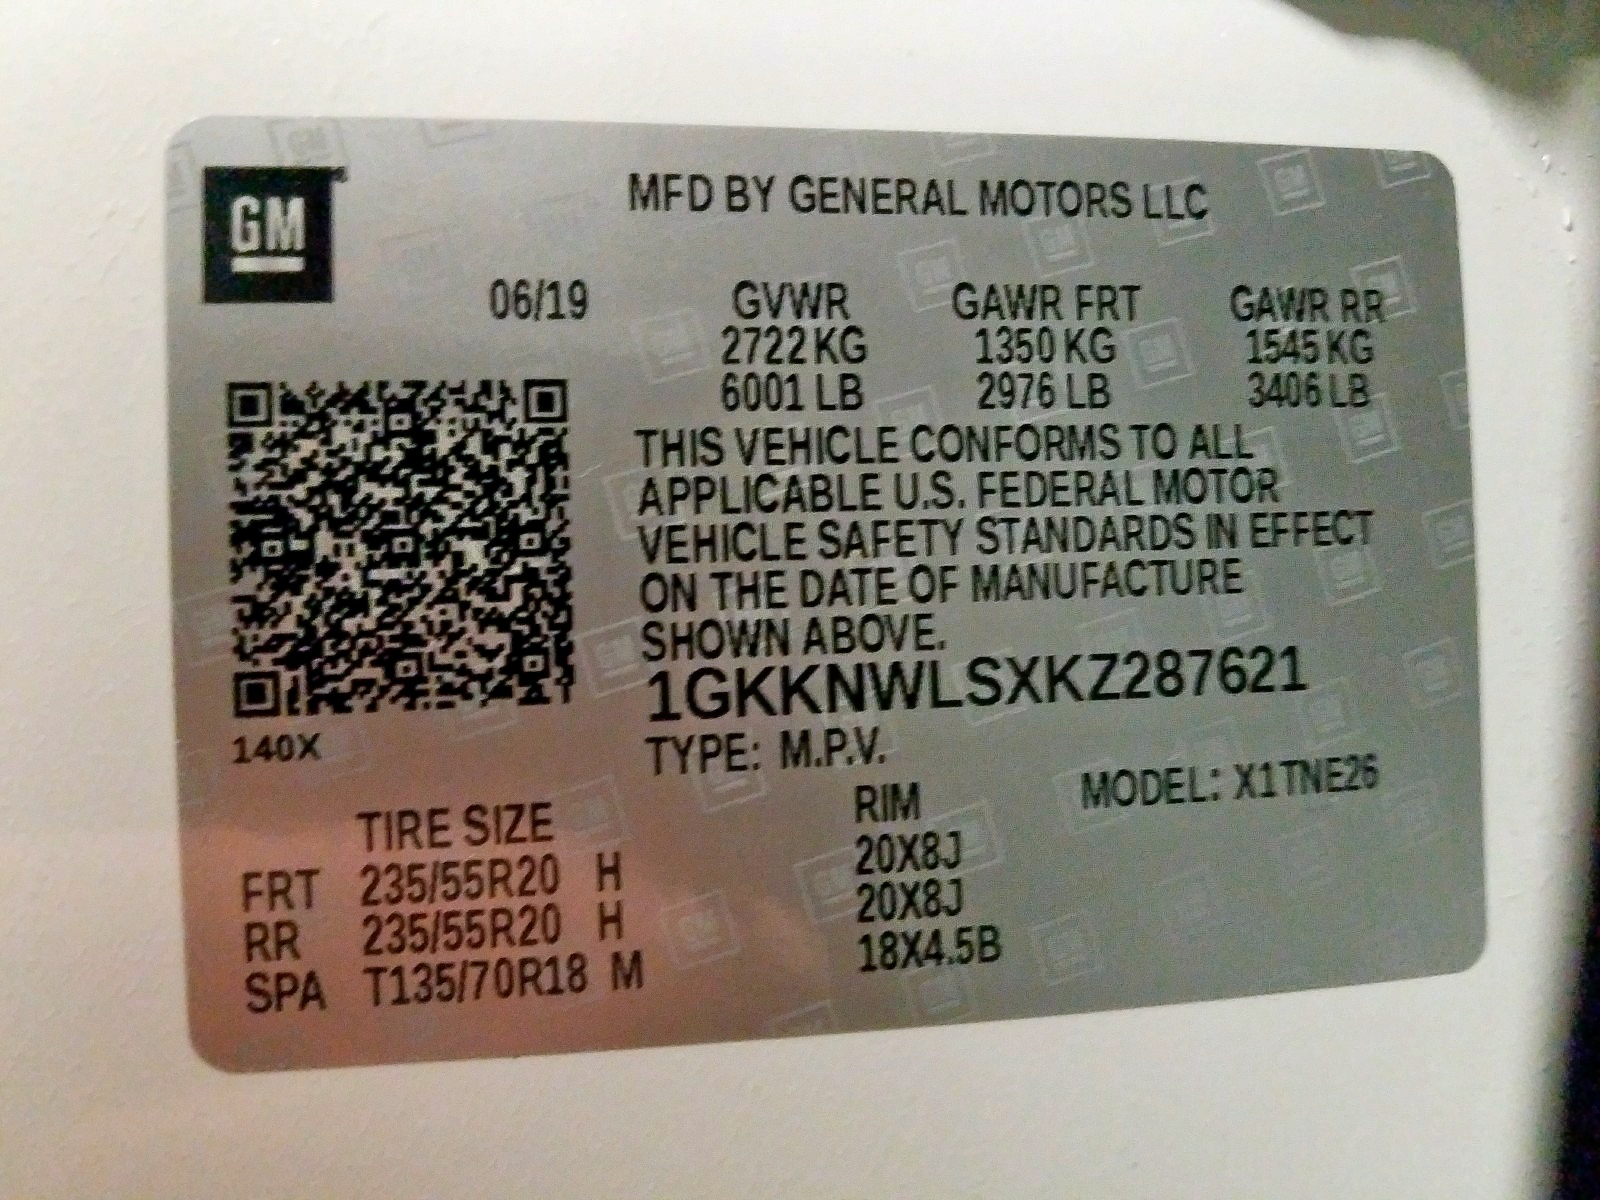 GM
MFD BY GENERAL MOTORS LLC
06/19 GVWR GAWR FRT GAWR RR
2722 KG 1350 KG 1545 KG
6001 LB 2976 LB 3406 LB
THIS VEHICLE CONFORMS TO ALL
APPLICABLE U.S. FEDERAL MOTOR
VEHICLE SAFETY STANDARDS IN EFFECT
ON THE DATE OF MANUFACTURE
SHOWN ABOVE.
1GKKNWLSXKZ287621
140X
TYPE: M.P.V. MODEL: X1TNE26
TIRE SIZE RIM
FRT 235/55R20 H 20X8J
RR 235/55R20 H 20X8J
SPA T135/70R18 M 18X4.5B